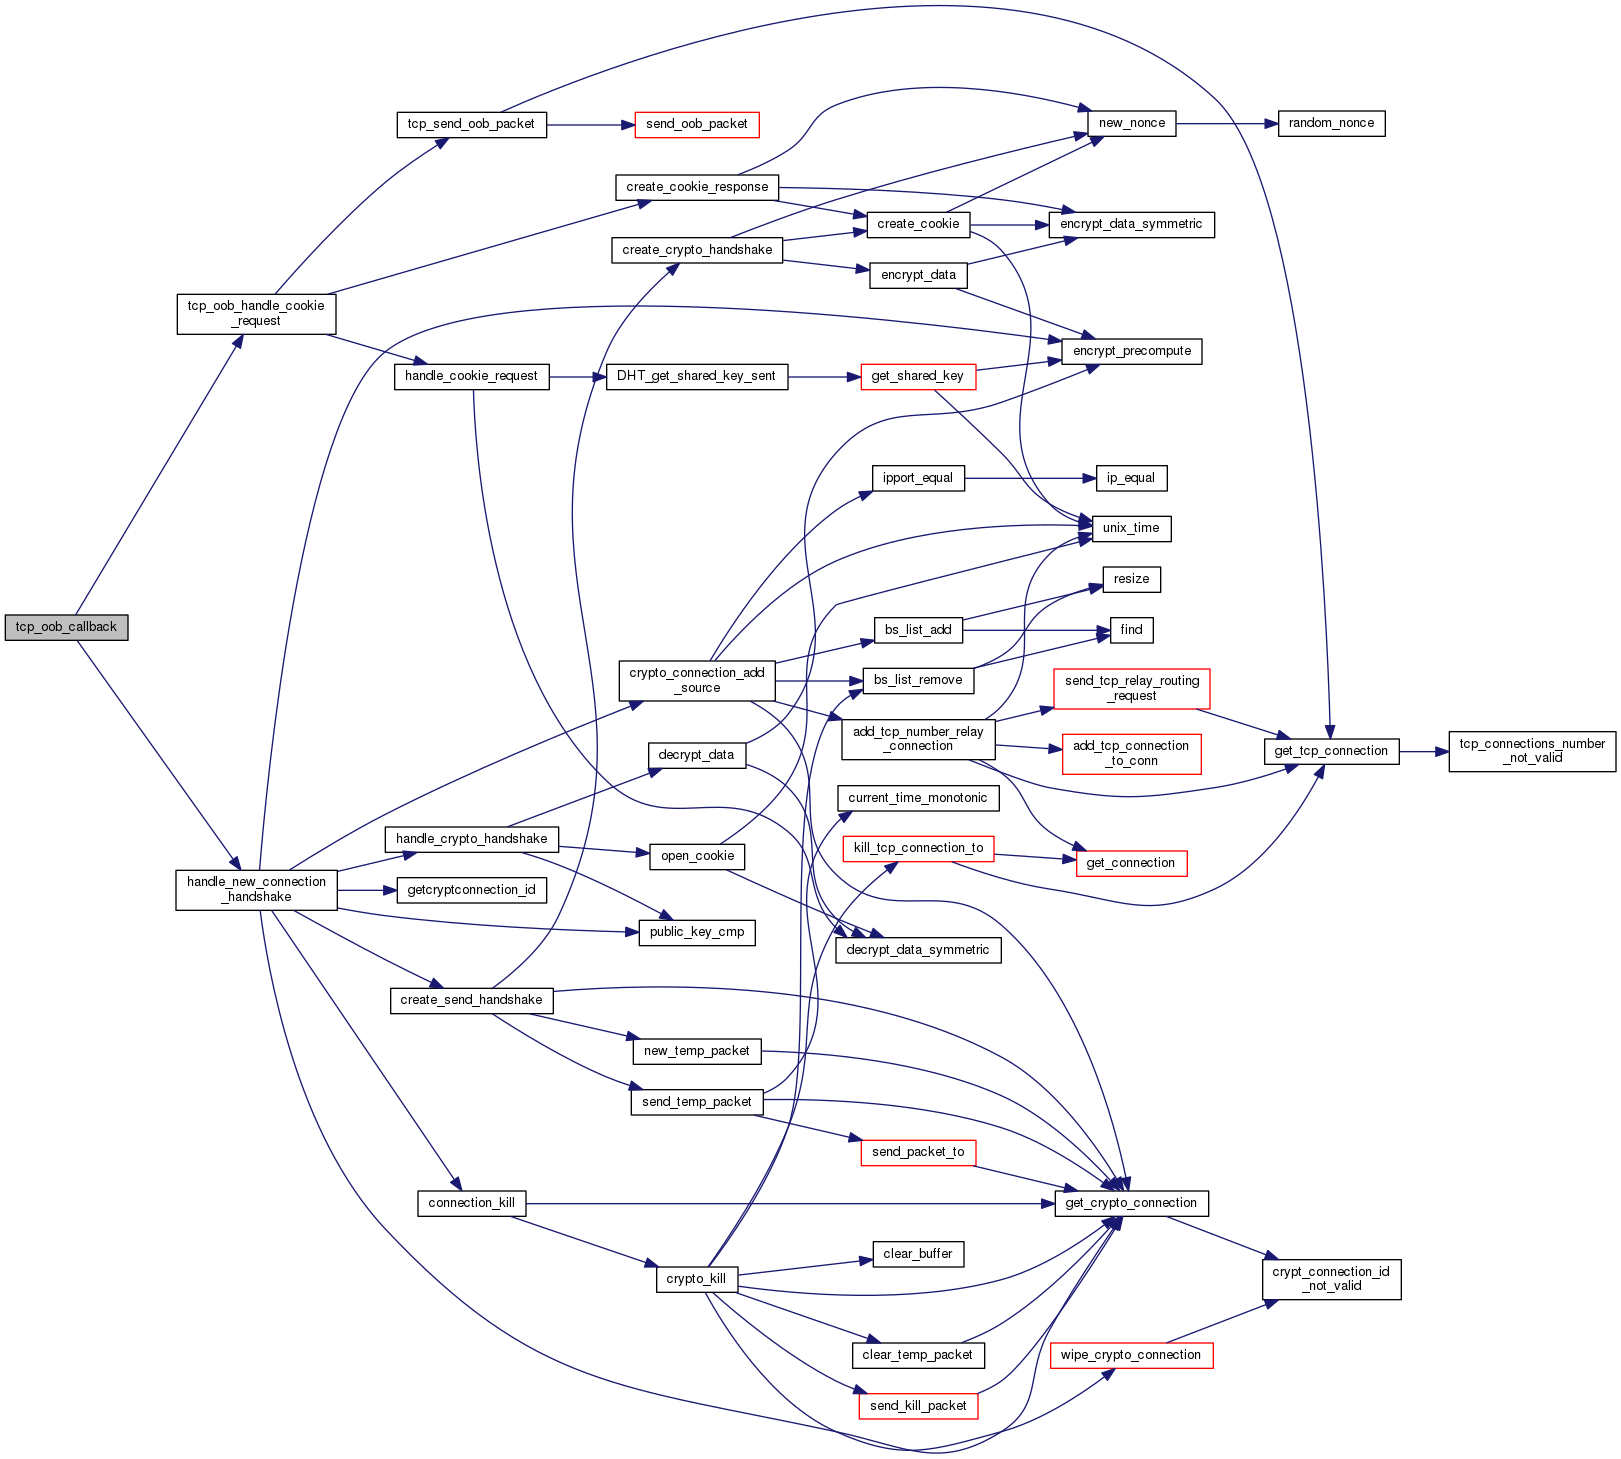 tcp_send_oob_packet
send_oob_packet
new_nonce
random_nonce
create_cookie_response
create_cookie
encrypt_data_symmetric
create_crypto_handshake
encrypt_data
tcp_oob_handle_cookie
_request
encrypt_precompute
handle_cookie_request
DHT_get_shared_key_sent
get_shared_key
ipport_equal
ip_equal
unix_time
resize
tcp_oob_callback
bs_list_add
find
crypto_connection_add
_source
bs_list_remove
send_tcp_relay_routing
_request
add_tcp_number_relay
_connection
add_tcp_connection
_to_conn
get_tcp_connection
tcp_connections_number
_not_valid
decrypt_data
current_time_monotonic
handle_crypto_handshake
open_cookie
kill_tcp_connection_to
get_connection
handle_new_connection
_handshake
getcryptconnection_id
public_key_cmp
decrypt_data_symmetric
create_send_handshake
new_temp_packet
send_temp_packet
send_packet_to
connection_kill
get_crypto_connection
clear_buffer
crypto_kill
crypt_connection_id
_not_valid
clear_temp_packet
wipe_crypto_connection
send_kill_packet